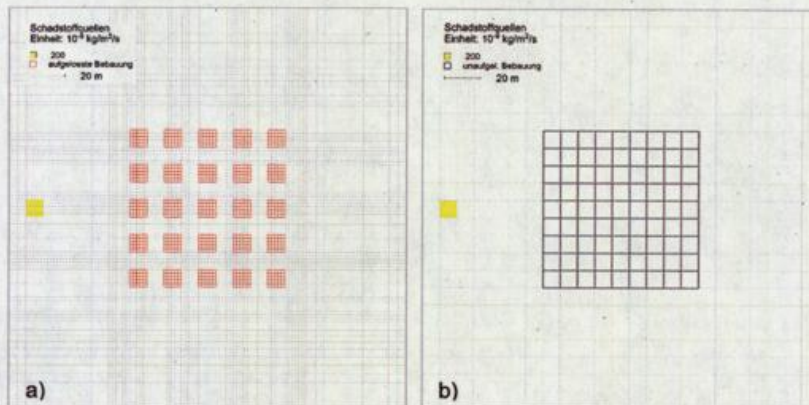 Schadstoffquellen
Einheit: 10⁻⁹ kg/m²/s
200
aufgeloeste Bebauung
20 m
a)
Schadstoffquellen
Einheit: 10⁻⁹ kg/m²/s
200
unaufgel. Bebauung
20 m
b)